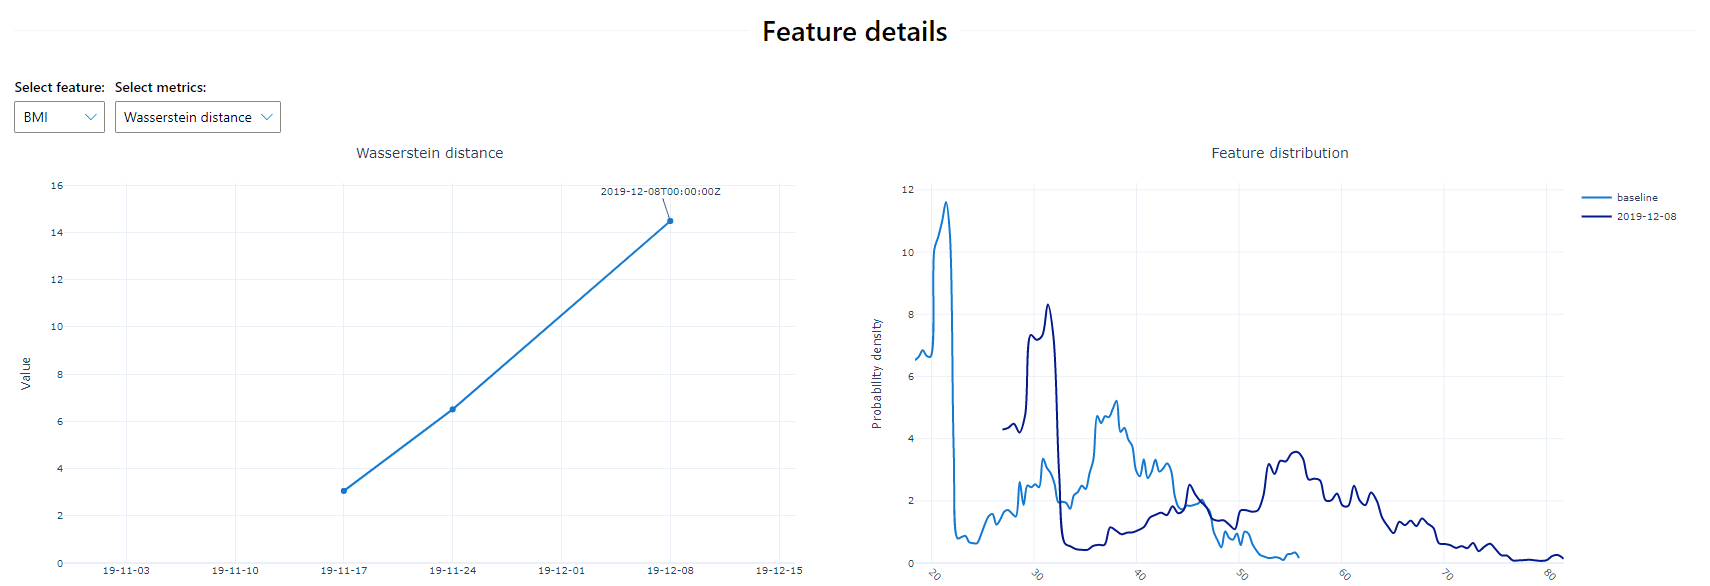 Feature details
Select feature: Select metrics:
BMI Wasserstein distance
Wasserstein distance
2019-12-08T00:00:00Z
16
14
12
10
8
6
4
2
0
Value
19-11-03 19-11-10 19-11-17 19-11-24 19-12-01 19-12-08 19-12-15
Feature distribution
12
10
8
6
4
2
0
Probability density
20 30 40 50 60 70 80
baseline
2019-12-08